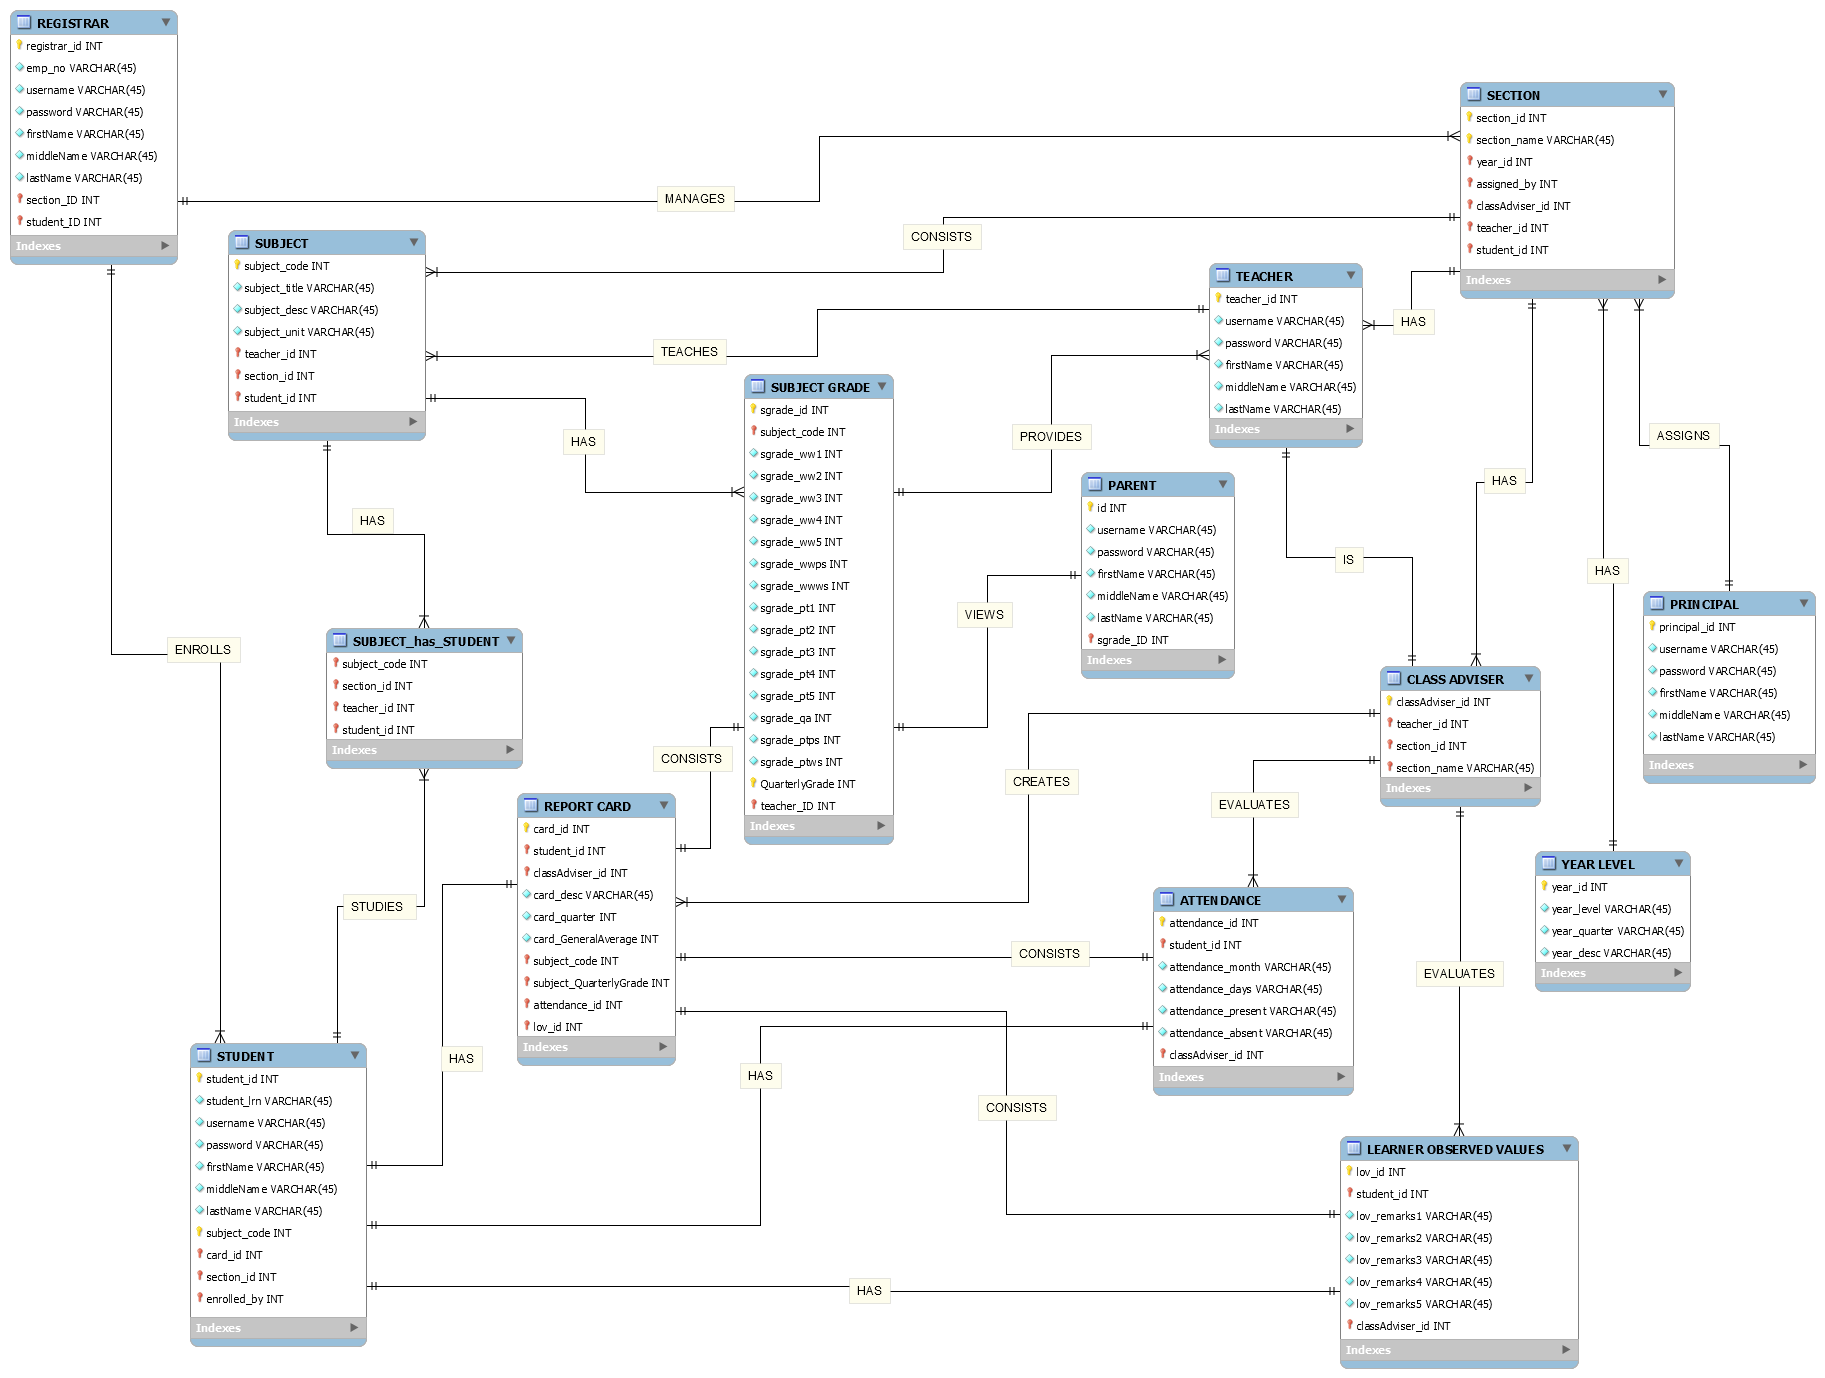 REGISTRAR
registrar_id INT
emp_no VARCHAR(45)
username VARCHAR(45)
password VARCHAR(45)
firstName VARCHAR(45)
middleName VARCHAR(45)
lastName VARCHAR(45)
section_ID INT
student_ID INT
Indexes
SECTION
section_id INT
section_name VARCHAR(45)
year_id INT
assigned_by INT
classAdviser_id INT
teacher_id INT
student_id INT
Indexes
MANAGES
CONSISTS
SUBJECT
subject_code INT
subject_title VARCHAR(45)
subject_desc VARCHAR(45)
subject_unit VARCHAR(45)
teacher_id INT
section_id INT
student_id INT
Indexes
TEACHER
teacher_id INT
username VARCHAR(45)
password VARCHAR(45)
firstName VARCHAR(45)
middleName VARCHAR(45)
lastName VARCHAR(45)
Indexes
HAS
TEACHES
SUBJECT GRADE
sgrade_id INT
subject_code INT
sgrade_ww1 INT
sgrade_ww2 INT
sgrade_ww3 INT
sgrade_ww4 INT
sgrade_ww5 INT
sgrade_wwps INT
sgrade_wwws INT
sgrade_pt1 INT
sgrade_pt2 INT
sgrade_pt3 INT
sgrade_pt4 INT
sgrade_pt5 INT
sgrade_qa INT
sgrade_ptps INT
sgrade_ptws INT
QuarterlyGrade INT
teacher_ID INT
Indexes
HAS
PROVIDES
ASSIGNS
PARENT
id INT
username VARCHAR(45)
password VARCHAR(45)
firstName VARCHAR(45)
middleName VARCHAR(45)
lastName VARCHAR(45)
sgrade_ID INT
Indexes
HAS
HAS
IS
HAS
VIEWS
PRINCIPAL
principal_id INT
username VARCHAR(45)
password VARCHAR(45)
firstName VARCHAR(45)
middleName VARCHAR(45)
lastName VARCHAR(45)
Indexes
ENROLLS
SUBJECT_has_STUDENT
subject_code INT
section_id INT
teacher_id INT
student_id INT
Indexes
CLASS ADVISER
classAdviser_id INT
teacher_id INT
section_id INT
section_name VARCHAR(45)
Indexes
CONSISTS
CREATES
EVALUATES
REPORT CARD
card_id INT
student_id INT
classAdviser_id INT
card_desc VARCHAR(45)
card_quarter INT
card_GeneralAverage INT
subject_code INT
subject_QuarterlyGrade INT
attendance_id INT
lov_id INT
Indexes
YEAR LEVEL
year_id INT
year_level VARCHAR(45)
year_quarter VARCHAR(45)
year_desc VARCHAR(45)
Indexes
ATTENDANCE
attendance_id INT
student_id INT
attendance_month VARCHAR(45)
attendance_days VARCHAR(45)
attendance_present VARCHAR(45)
attendance_absent VARCHAR(45)
classAdviser_id INT
Indexes
STUDIES
CONSISTS
EVALUATES
STUDENT
student_id INT
student_lrn VARCHAR(45)
username VARCHAR(45)
password VARCHAR(45)
firstName VARCHAR(45)
middleName VARCHAR(45)
lastName VARCHAR(45)
subject_code INT
card_id INT
section_id INT
enrolled_by INT
Indexes
HAS
HAS
CONSISTS
LEARNER OBSERVED VALUES
lov_id INT
student_id INT
lov_remarks1 VARCHAR(45)
lov_remarks2 VARCHAR(45)
lov_remarks3 VARCHAR(45)
lov_remarks4 VARCHAR(45)
lov_remarks5 VARCHAR(45)
classAdviser_id INT
Indexes
HAS